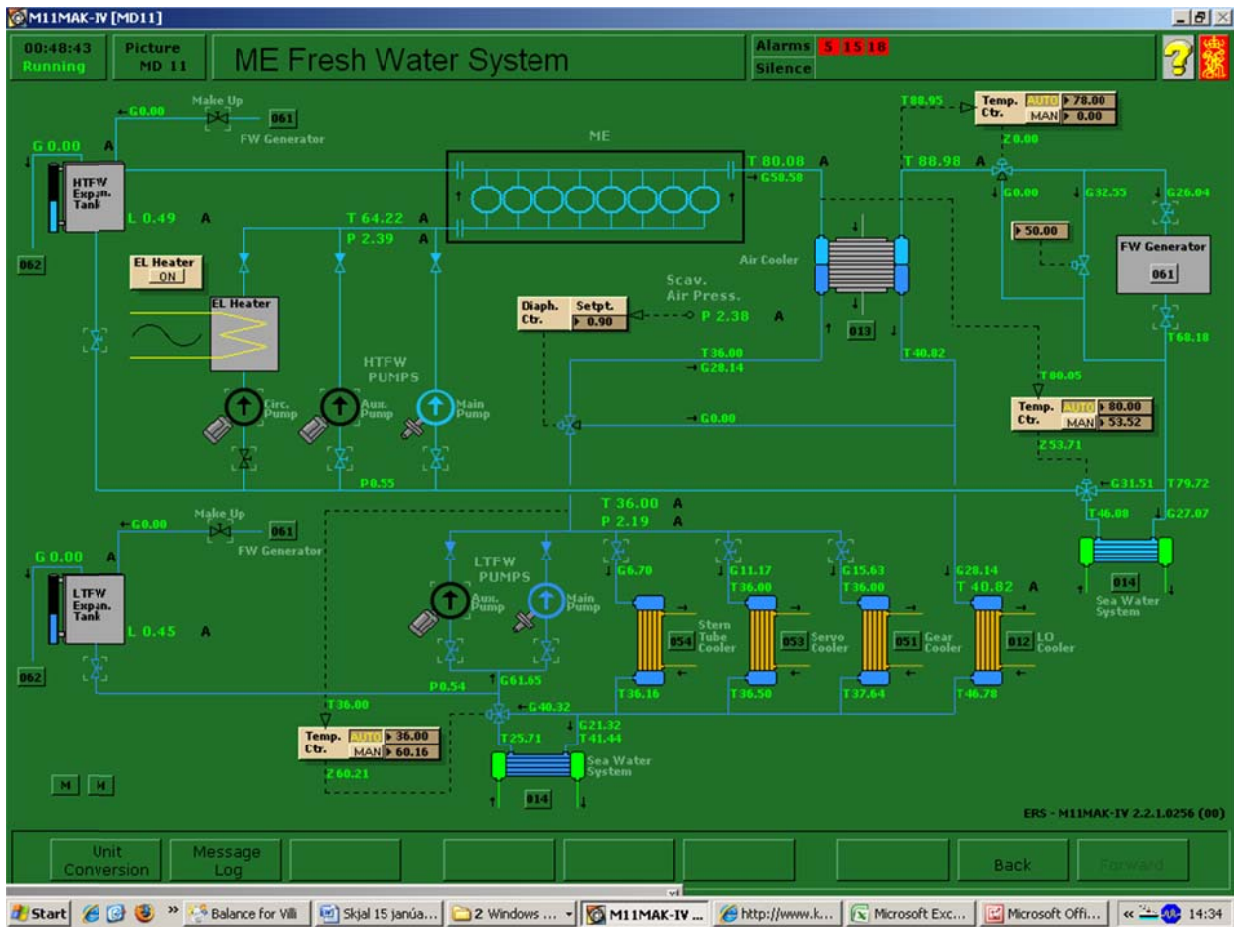 M11MAK-IV [MD11]
00:48:43
Running
Picture
MD 11
ME Fresh Water System
Alarms 5 15 18
Silence
Make Up
←G0.00
061
FW Generator
G 0.00 A
HTFW
Expan.
Tank
L 0.49 A
062
EL Heater
ON
EL Heater
T 64.22 A
P 2.39 A
ME
T 80.08 A
→G58.58
T88.95
Temp.
Ctr.
AUTO 78.00
MAN 0.00
Z0.00
T 88.98 A
G0.00
G32.55
G26.04
50.00
FW Generator
061
T68.18
Air Cooler
013
Scav.
Air Press.
P 2.38 A
Diaph.
Ctr.
Setpt.
0.90
T36.00
→G28.14
T40.82
→G0.00
HTFW
PUMPS
Circ.
Pump
Aux.
Pump
Main
Pump
P0.55
T80.05
Temp.
Ctr.
AUTO 80.00
MAN 53.52
Z53.71
←G31.51
T79.72
T46.08
G27.07
014
Sea Water
System
Make Up
←G0.00
061
FW Generator
G 0.00 A
LTFW
Expan.
Tank
L 0.45 A
062
T 36.00 A
P 2.19 A
LTFW
PUMPS
Aux.
Pump
Main
Pump
G6.70
G11.17
T36.00
G15.63
T36.00
G28.14
T 40.82 A
054
Stern
Tube
Cooler
053
Servo
Cooler
051
Gear
Cooler
012
LO
Cooler
T36.16
T36.50
T37.64
T46.78
P0.54
G61.65
T36.00
←G40.32
G21.32
T25.71
T41.44
Temp.
Ctr.
AUTO 36.00
MAN 60.16
Z60.21
Sea Water
System
014
M
ERS - M11MAK-IV 2.2.1.0256 (00)
Unit
Conversion
Message
Log
Back
Forward
Start
Balance for Villi
Skjal 15 janúa...
2 Windows ...
M11MAK-IV ...
http://www.k...
Microsoft Exc...
Microsoft Offi...
14:34